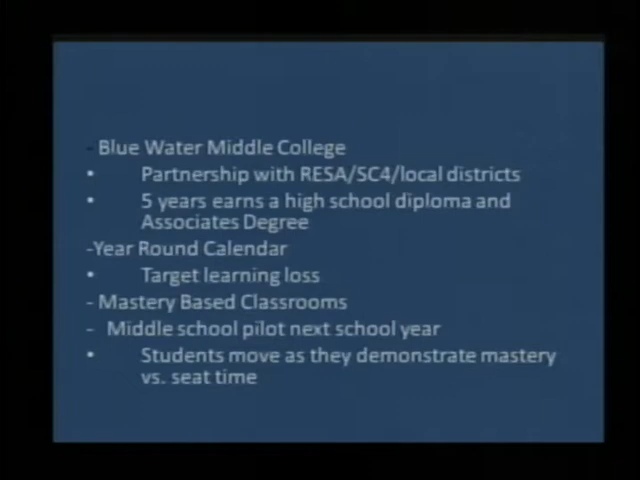 - Blue Water Middle College
• Partnership with RESA/SC4/local districts
• 5 years earns a high school diploma and
Associates Degree
-Year Round Calendar
• Target learning loss
- Mastery Based Classrooms
- Middle school pilot next school year
• Students move as they demonstrate mastery
vs. seat time